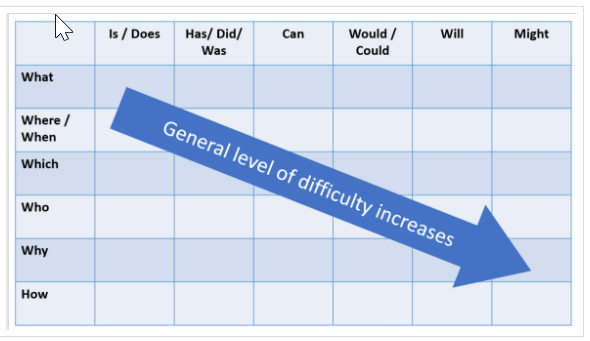 Is / Does
Has/ Did/
Was
Can
Would /
Could
Will
Might
What
Where /
When
Which
Who
Why
How
General level of difficulty increases